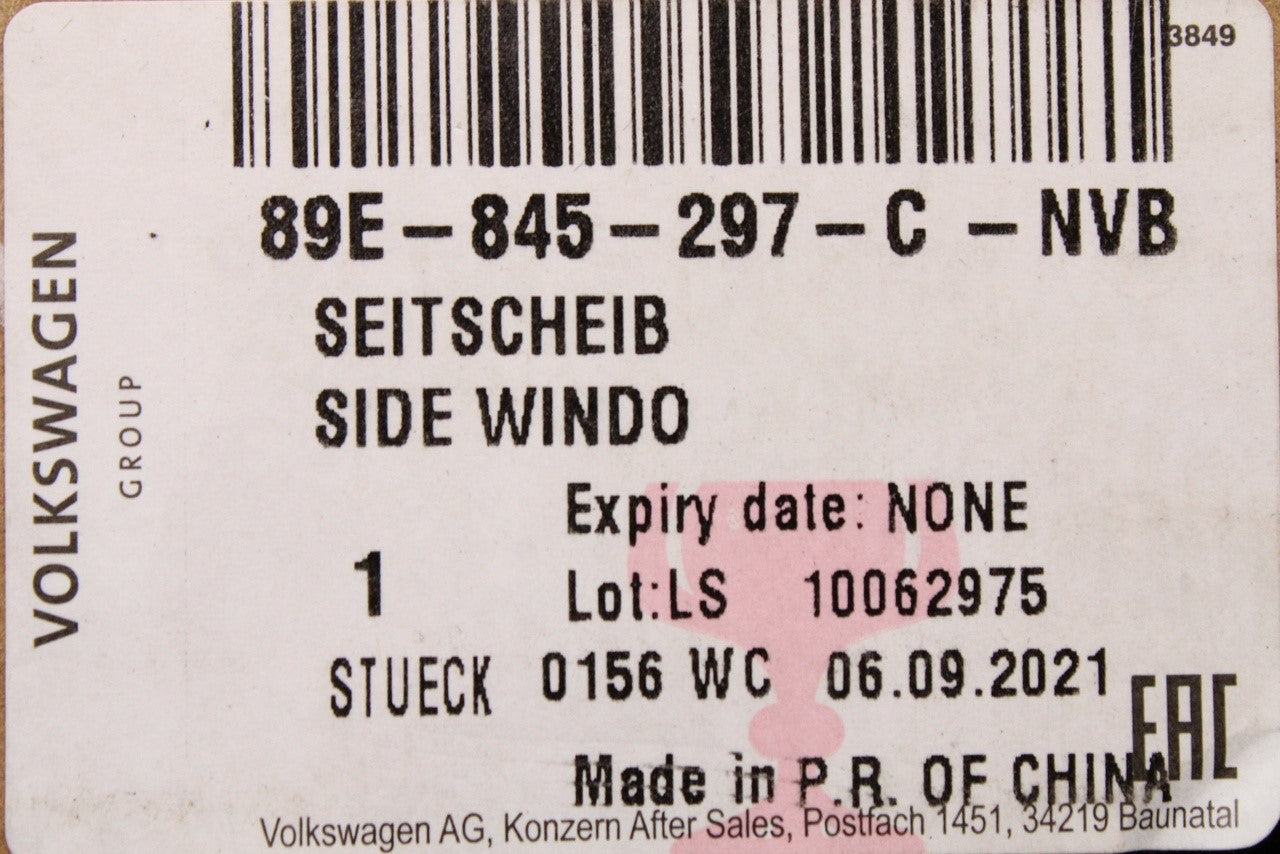 3849
89E-845-297-C-NVB
SEITSCHEIB
SIDE WINDO
Expiry date: NONE
1
Lot:LS 10062975
STUECK 0156 WC 06.09.2021
EAC
Made in P.R. OF CHINA
Volkswagen AG, Konzern After Sales, Postfach 1451, 34219 Baunatal
VOLKSWAGEN
GROUP